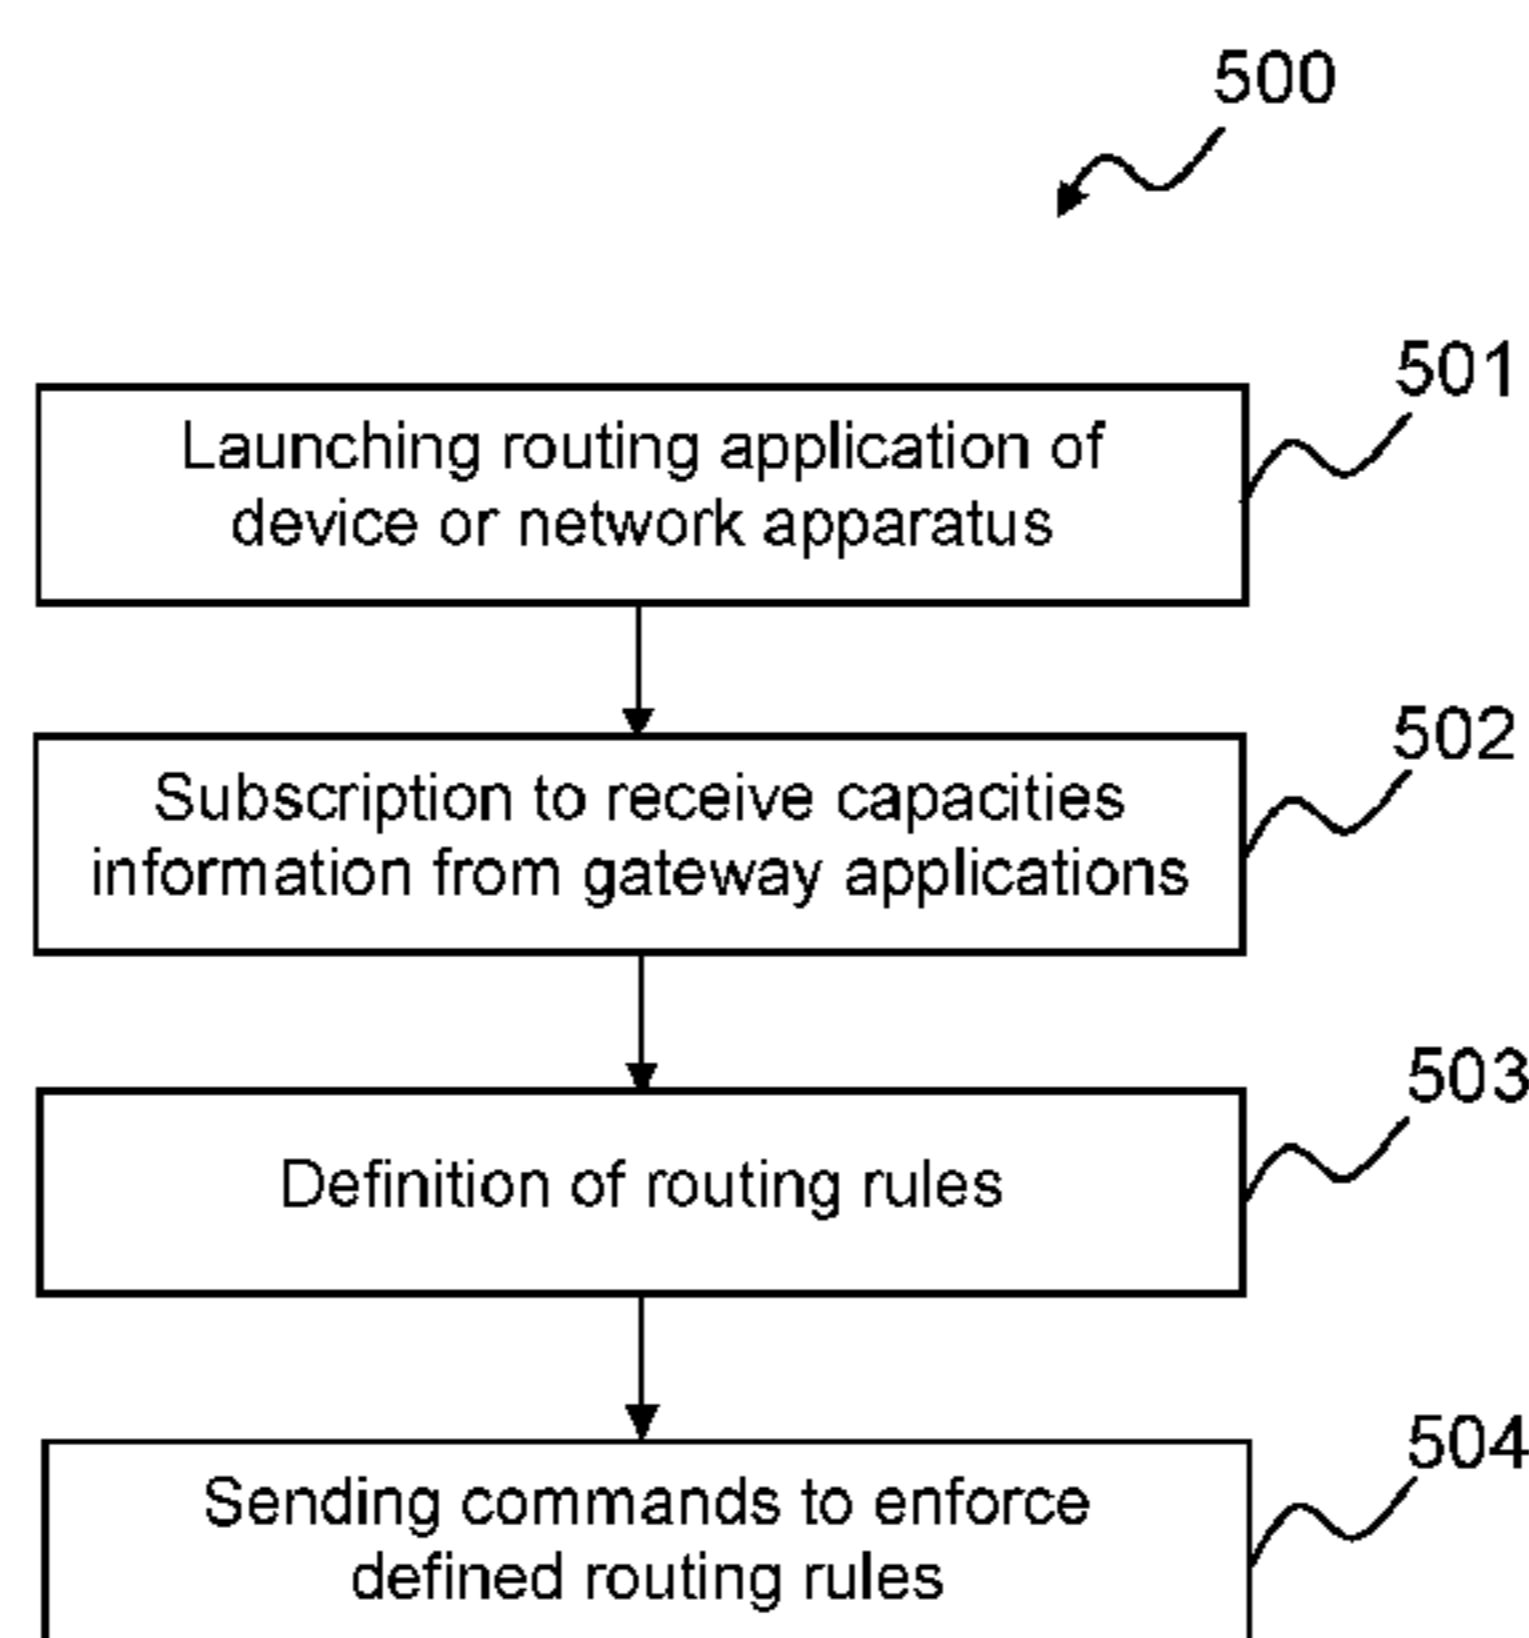 500
501
Launching routing application of
device or network apparatus
502
Subscription to receive capacities
information from gateway applications
503
Definition of routing rules
504
Sending commands to enforce
defined routing rules